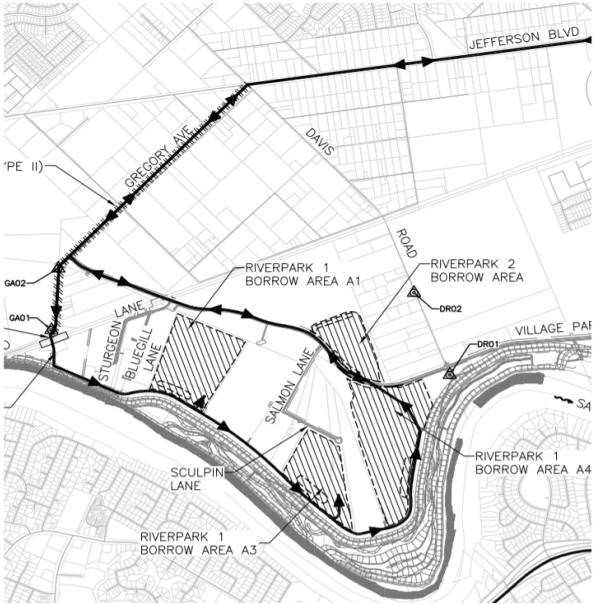 JEFFERSON BLVD
DAVIS
GREGORY AVE
YPE II)
ROAD
RIVERPARK 1
BORROW AREA A1
RIVERPARK 2
BORROW AREA
GA02
DR02
GA01
STURGEON LANE
BLUEGILL
LANE
VILLAGE PAR
DR01
SALMON LANE
SA
SCULPIN
LANE
RIVERPARK 1
BORROW AREA A4
RIVERPARK 1
BORROW AREA A3